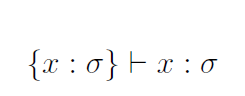 {x : σ} ⊢ x : σ